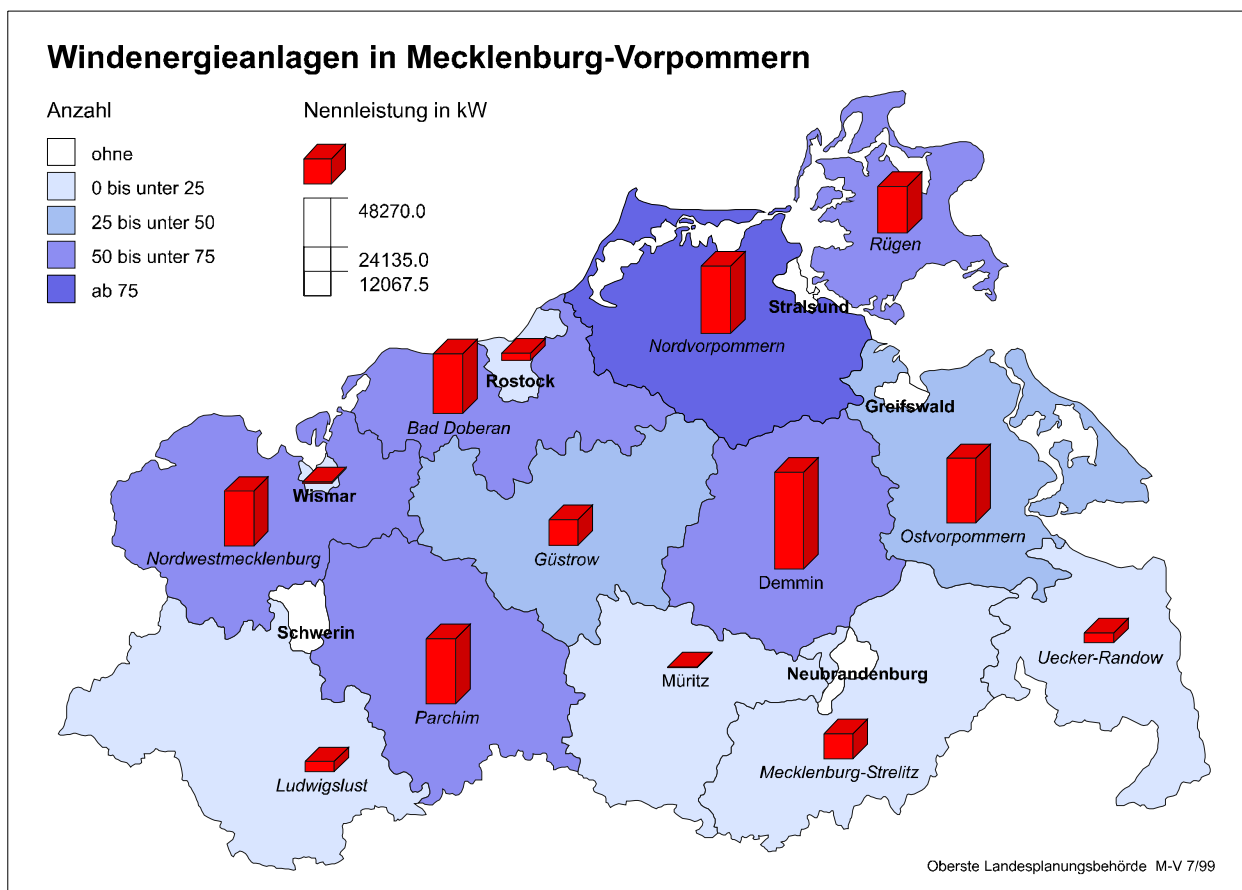 Windenergieanlagen in Mecklenburg-Vorpommern
Anzahl
ohne
0 bis unter 25
25 bis unter 50
50 bis unter 75
ab 75
Nennleistung in kW
48270.0
24135.0
12067.5
Rügen
Stralsund
Nordvorpommern
Rostock
Greifswald
Bad Doberan
Wismar
Nordwestmecklenburg
Güstrow
Demmin
Ostvorpommern
Schwerin
Uecker-Randow
Müritz
Neubrandenburg
Parchim
Mecklenburg-Strelitz
Ludwigslust
Oberste Landesplanungsbehörde M-V 7/99